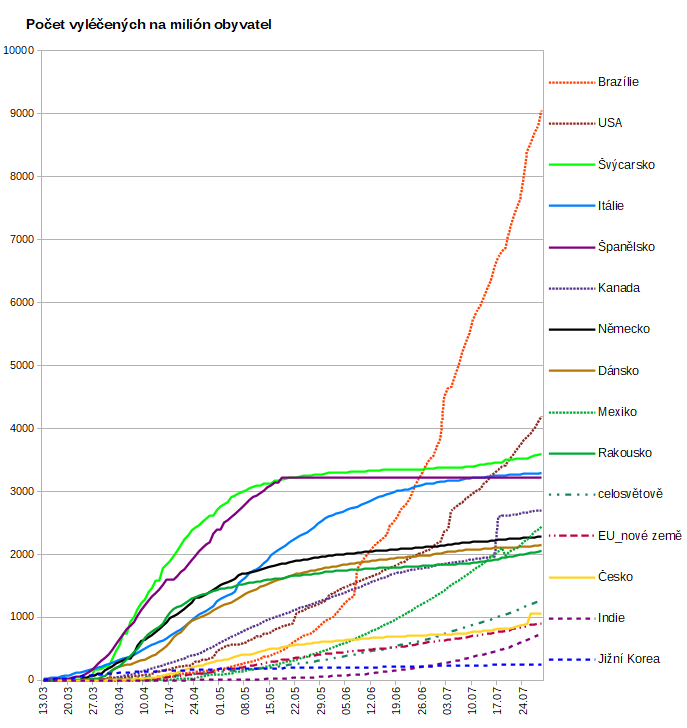 Počet vyléčených na milión obyvatel
10000
9000
8000
7000
6000
5000
4000
3000
2000
1000
0
13.03
20.03
27.03
03.04
10.04
17.04
24.04
01.05
08.05
15.05
22.05
29.05
05.06
12.06
19.06
26.06
03.07
10.07
17.07
24.07
Brazílie
USA
Švýcarsko
Itálie
Španělsko
Kanada
Německo
Dánsko
Mexiko
Rakousko
celosvětově
EU_nové země
Česko
Indie
Jižní Korea